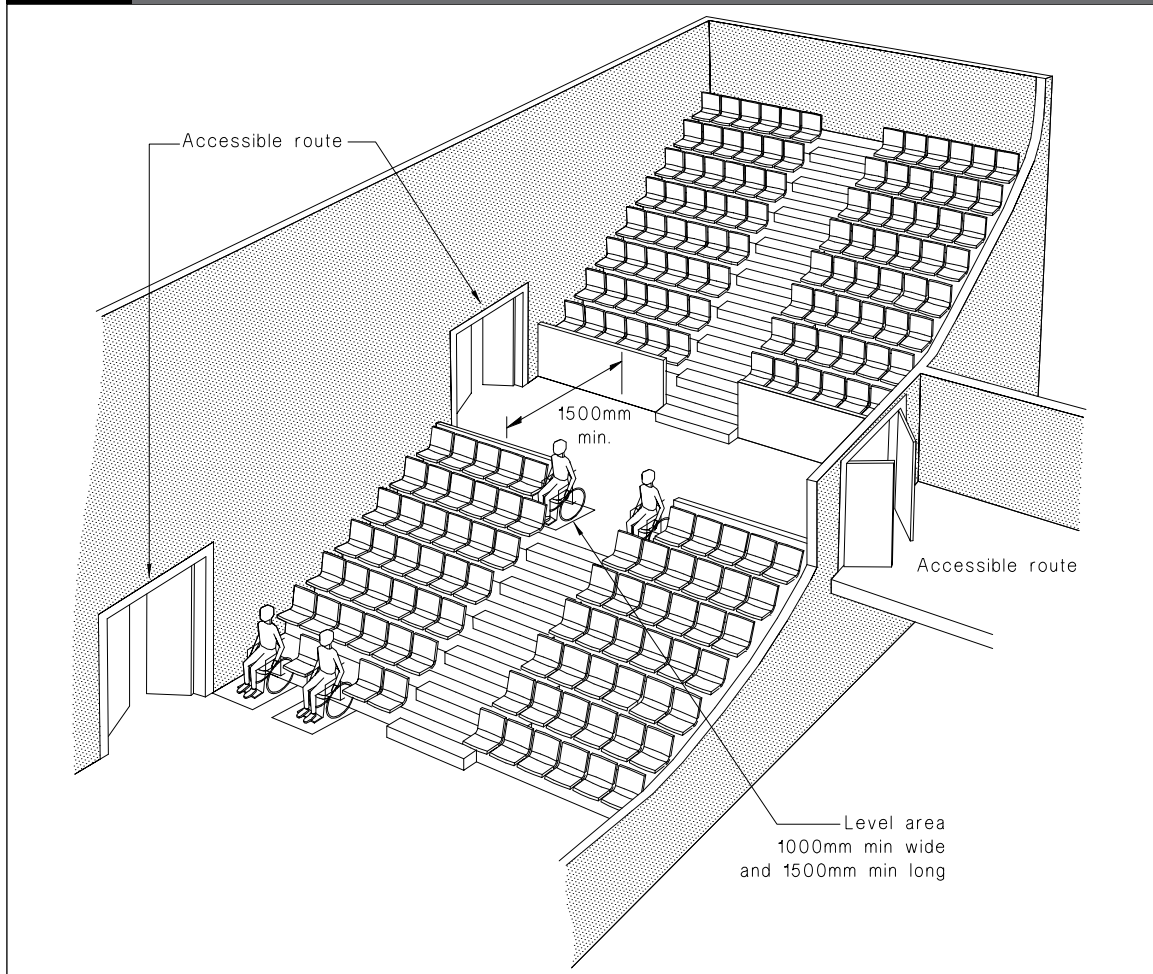 Accessible route
1500mm
min.
Accessible route
Level area
1000mm min wide
and 1500mm min long